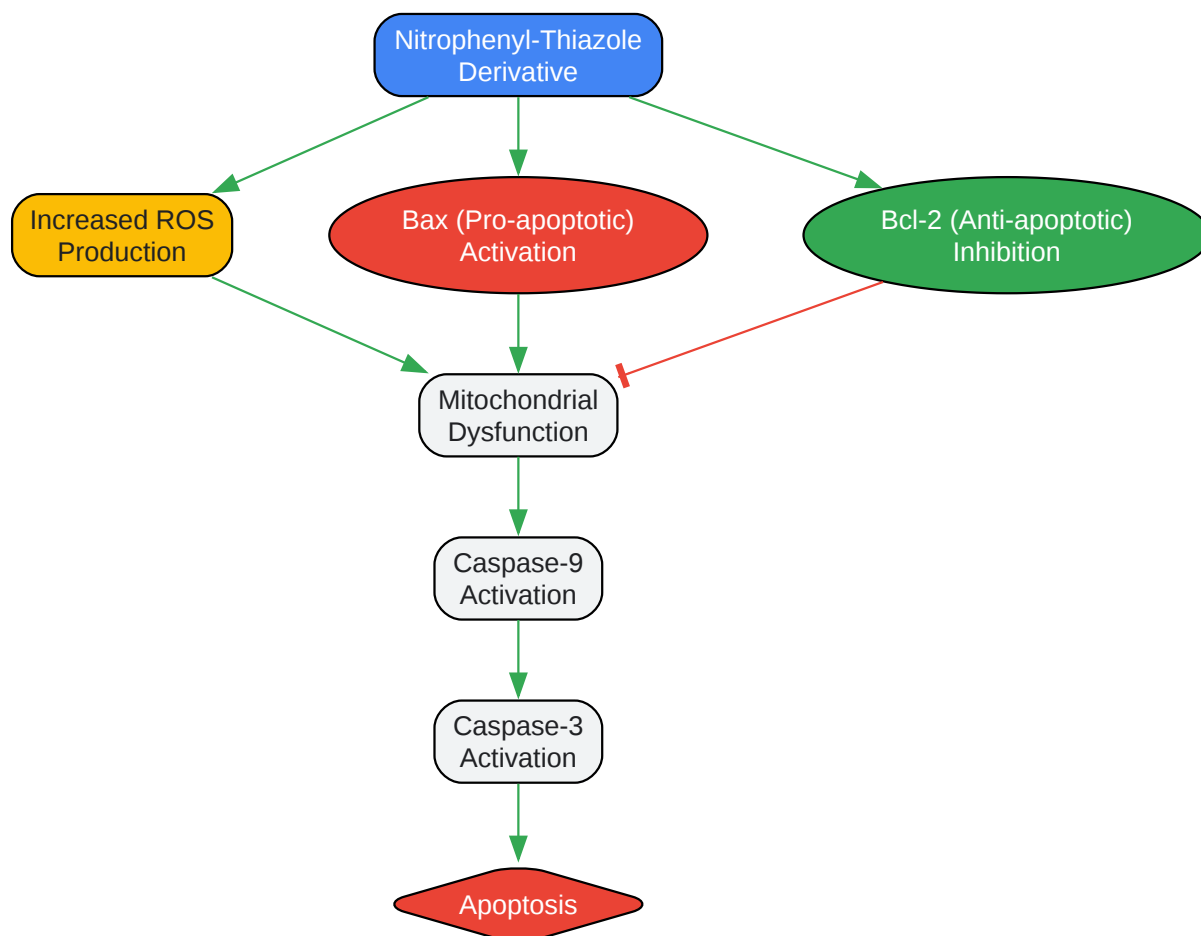 Nitrophenyl-Thiazole
Derivative
Increased ROS
Production
Bax (Pro-apoptotic)
Activation
Bcl-2 (Anti-apoptotic)
Inhibition
Mitochondrial
Dysfunction
Caspase-9
Activation
Caspase-3
Activation
Apoptosis